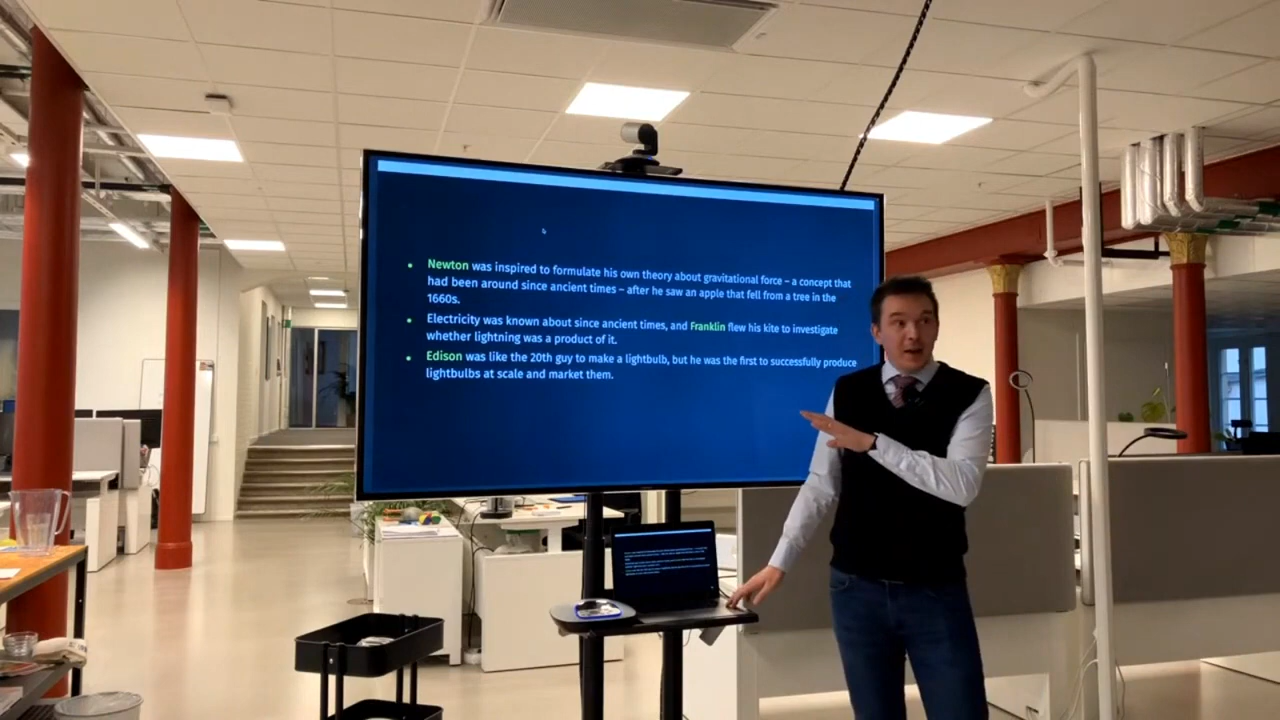 • Newton was inspired to formulate his own theory about gravitational force – a concept that
had been around since ancient times – after he saw an apple that fell from a tree in the
1660s.
• Electricity was known about since ancient times, and Franklin flew his kite to investigate
whether lightning was a product of it.
• Edison was like the 20th guy to make a lightbulb, but he was the first to successfully produce
lightbulbs at scale and market them.